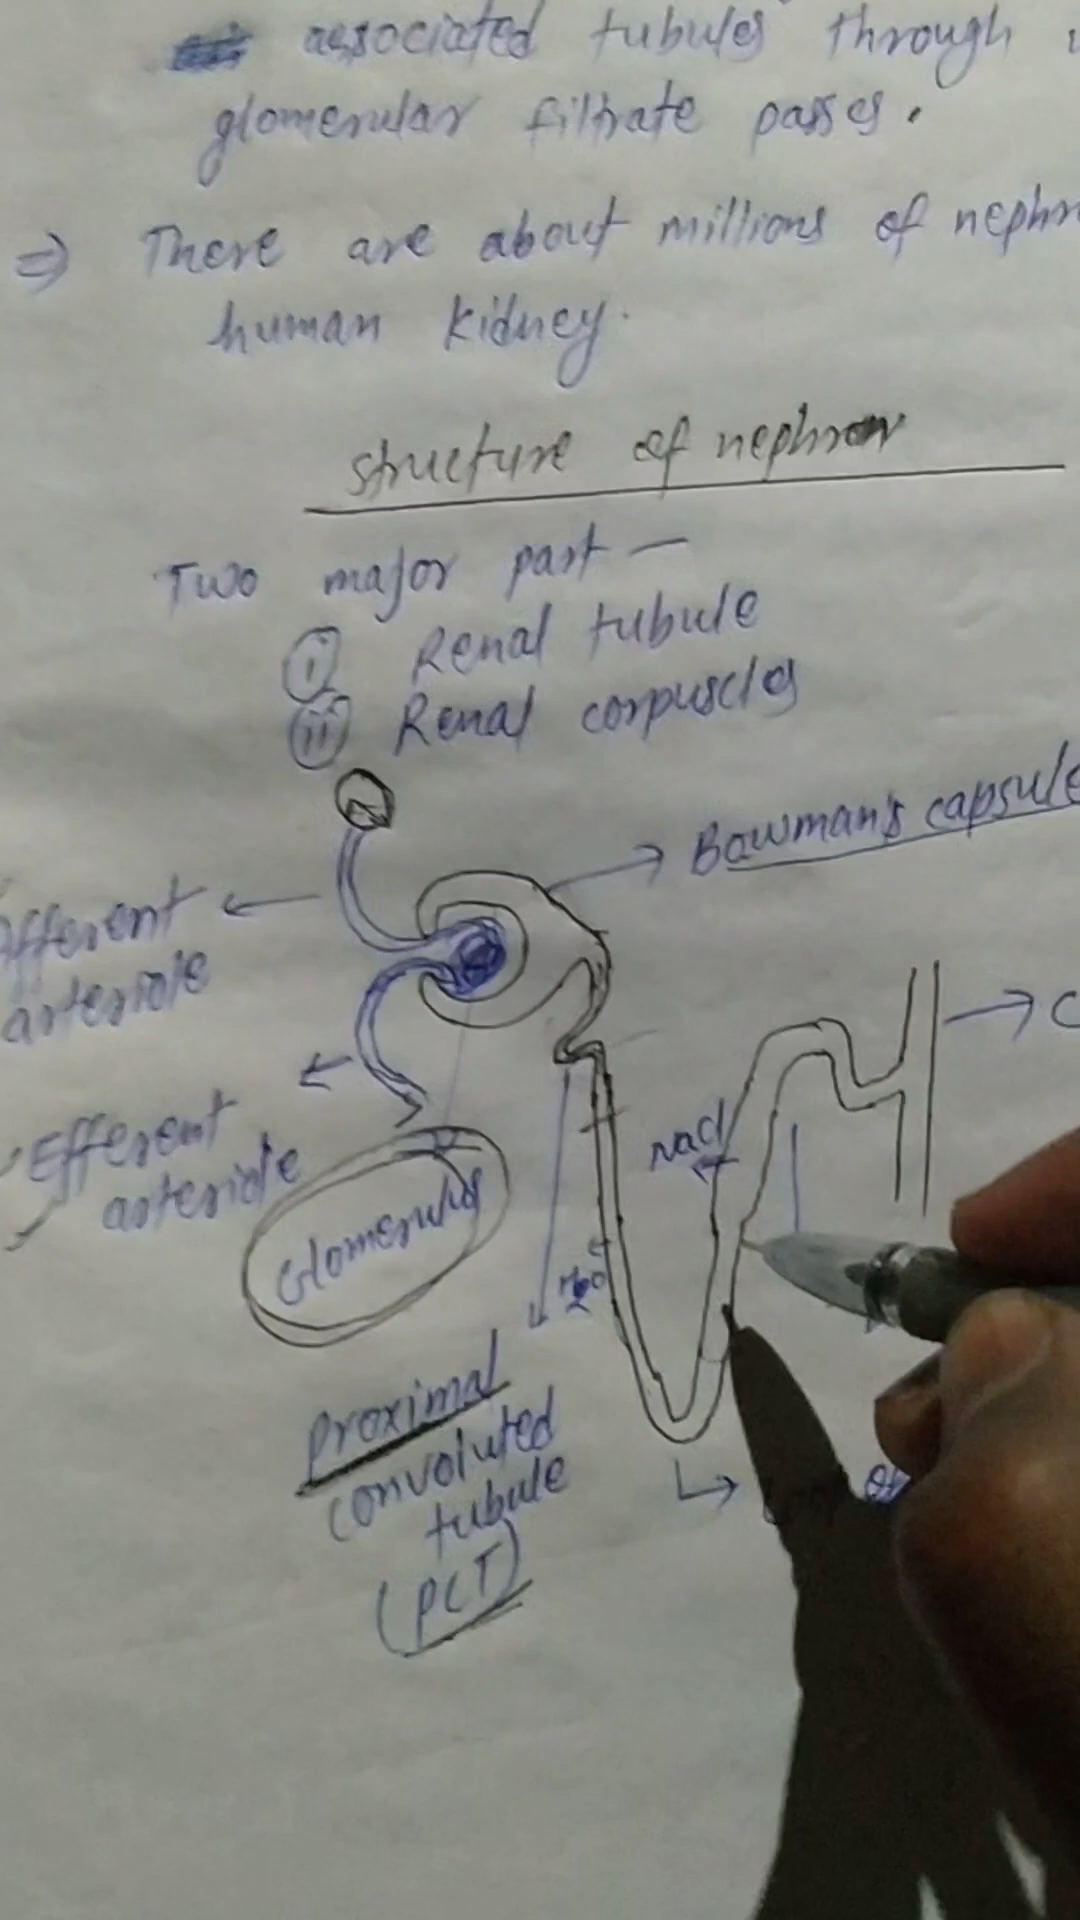 associated tubules through
glomerular filtrate passes.
⇒ There are about millions of
human kidney.
structure of nephron
Two major part —
(i) Renal tubule
(ii) Renal corpuscles
Bowman's capsule
Afferent
arteriole
Efferent
arteriole
Glomerulus
NaCl
H2O
Proximal
convoluted
tubule
(PCT)